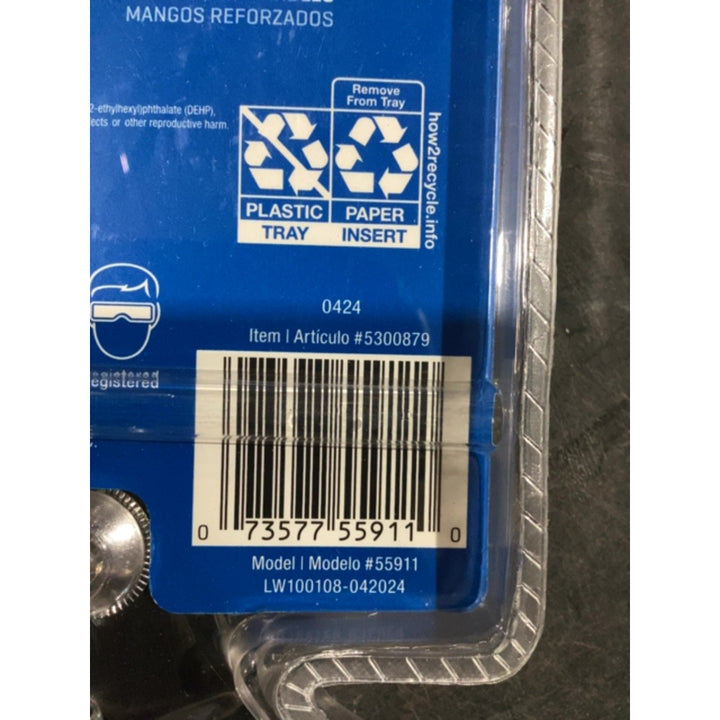 MANGOS REFORZADOS
2-ethylhexyl)phthalate (DEHP),
ects or other reproductive harm.
Remove
From Tray
PLASTIC PAPER
TRAY INSERT
how2recycle.info
0424
Item | Artículo #5300879
egistered
0 73577 55911 0
Model | Modelo #55911
LW100108-042024